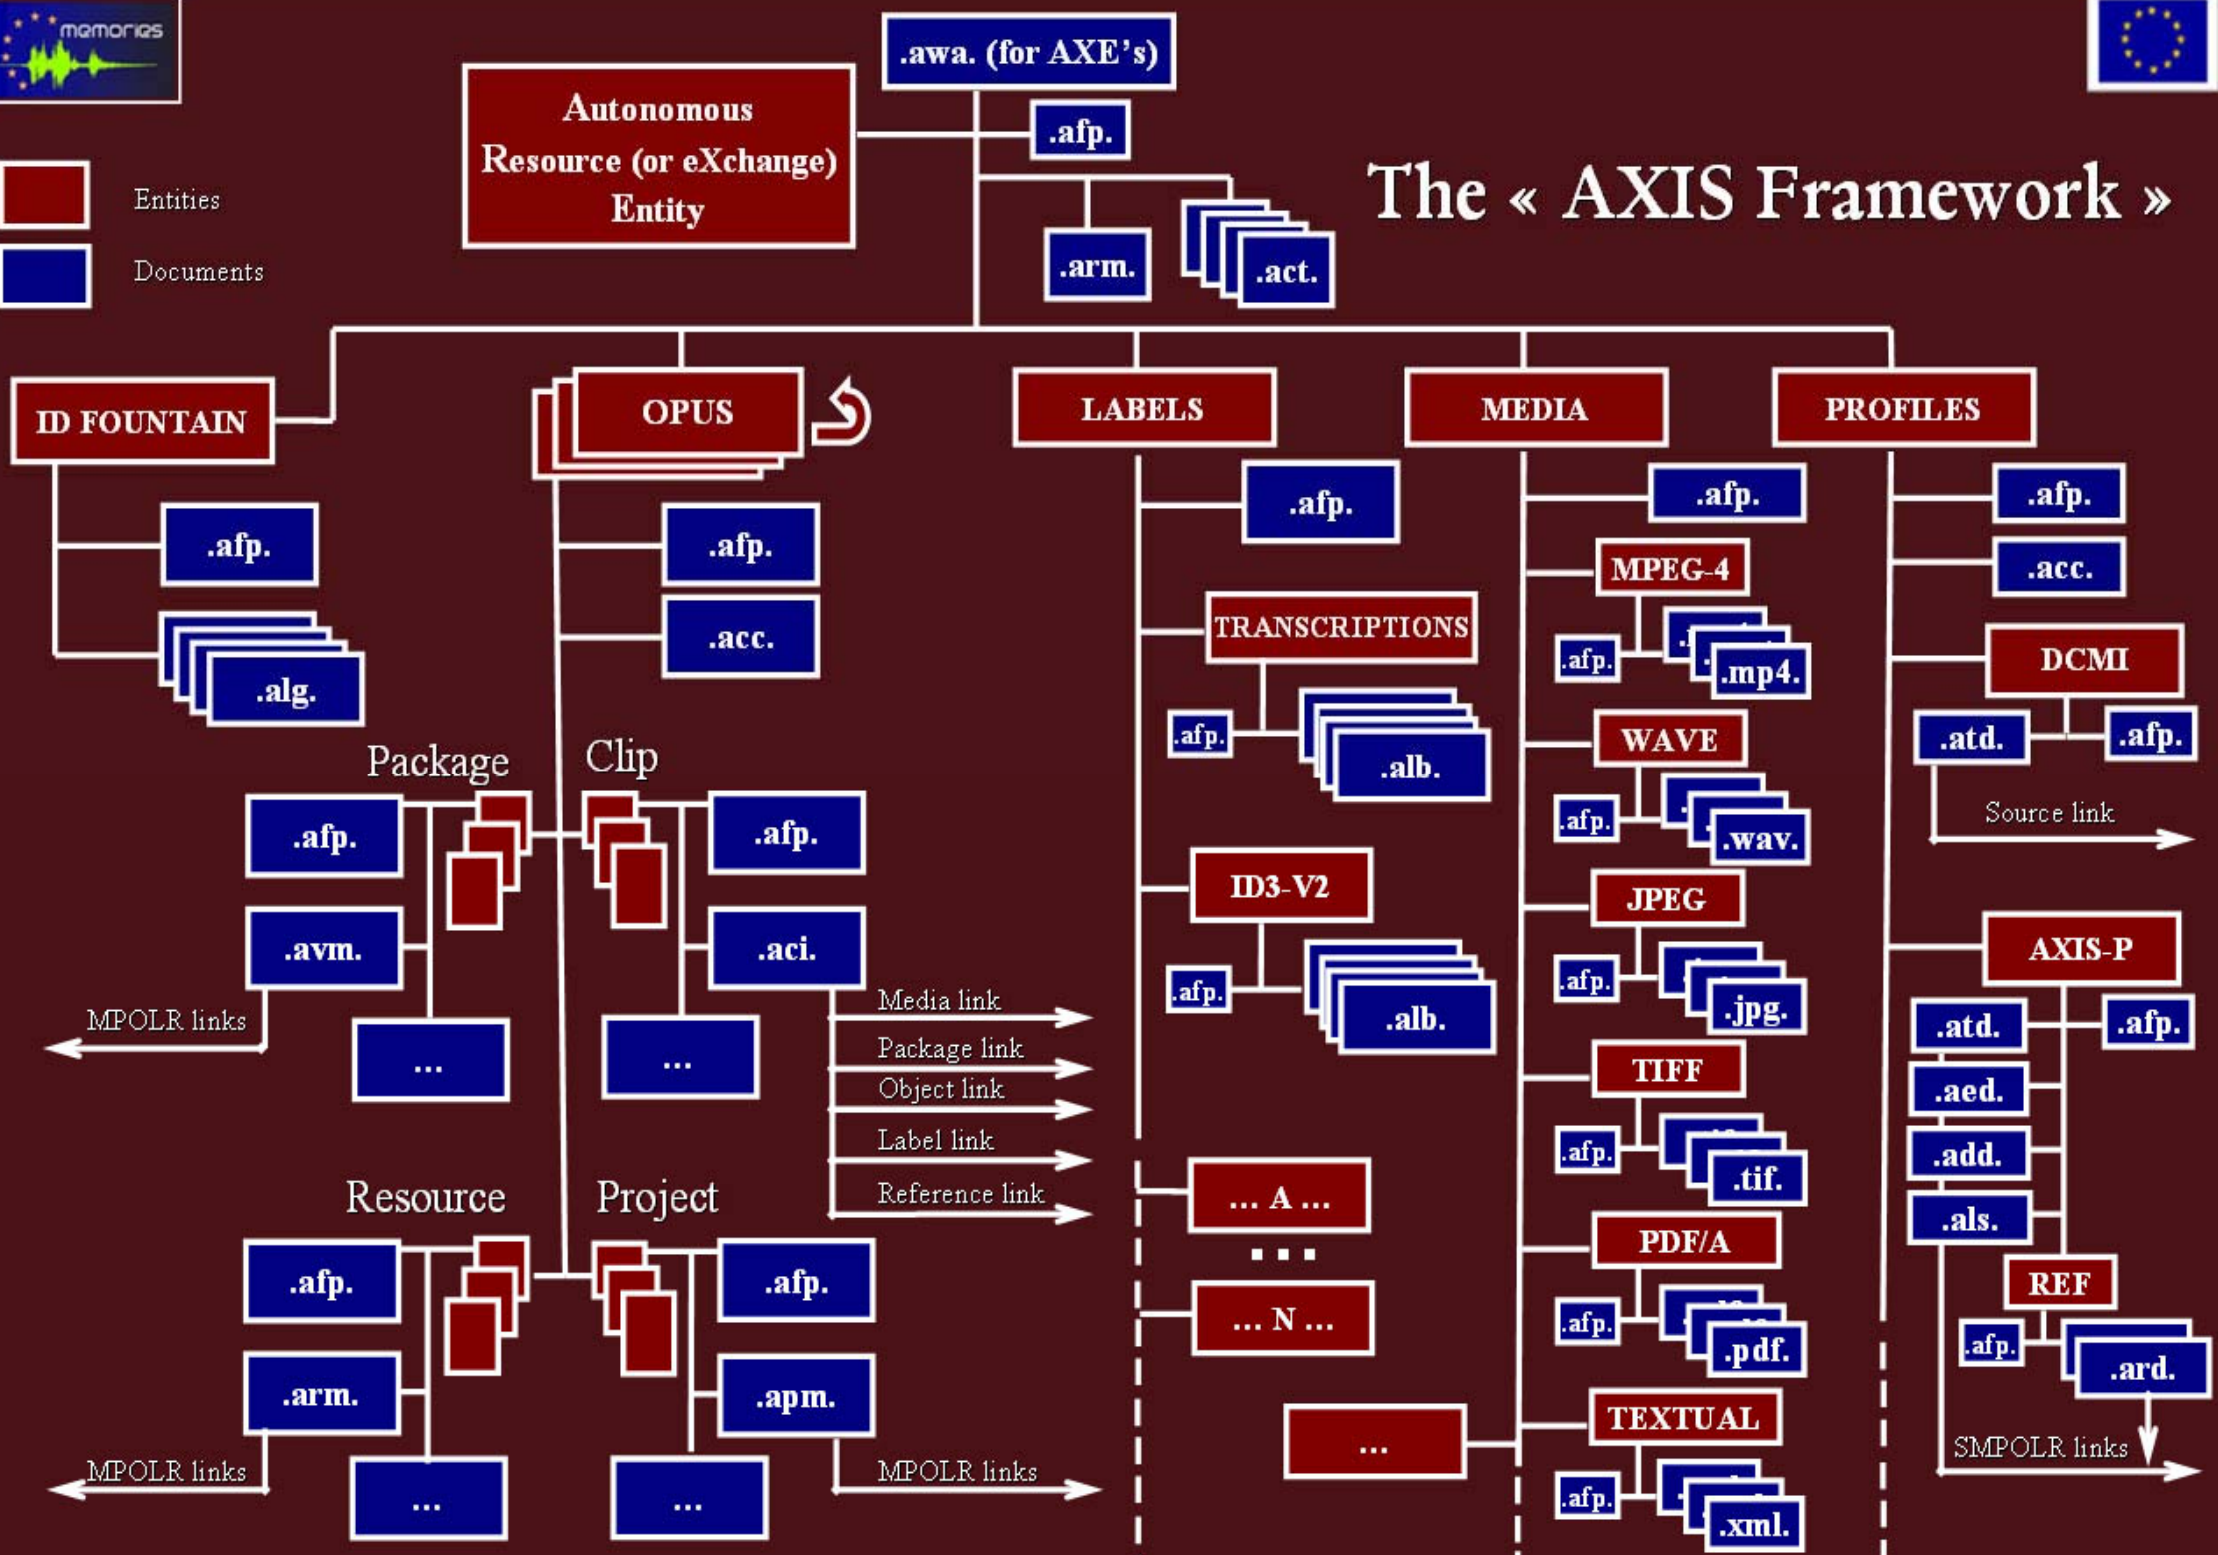 memories
.awa. (for AXE's)
Autonomous
Resource (or eXchange)
Entity
.afp.
The « AXIS Framework »
Entities
Documents
.arm.
.act.
ID FOUNTAIN
OPUS
LABELS
MEDIA
PROFILES
.afp.
.alg.
.afp.
.acc.
Package
Clip
.afp.
.avm.
...
MPOLR links
.afp.
.aci.
...
Media link
Package link
Object link
Label link
Reference link
Resource
Project
.afp.
.arm.
...
MPOLR links
.afp.
.apm.
...
MPOLR links
.afp.
TRANSCRIPTIONS
.afp.
.alb.
ID3-V2
.afp.
.alb.
... A ...
...
... N ...
.afp.
MPEG-4
.afp.
.mp4.
WAVE
.afp.
.wav.
JPEG
.afp.
.jpg.
TIFF
.afp.
.tif.
PDF/A
.afp.
.pdf.
TEXTUAL
.afp.
.xml.
...
.afp.
.acc.
DCMI
.atd.
.afp.
Source link
AXIS-P
.atd.
.afp.
.aed.
.add.
.als.
REF
.afp.
.ard.
SMPOLR links